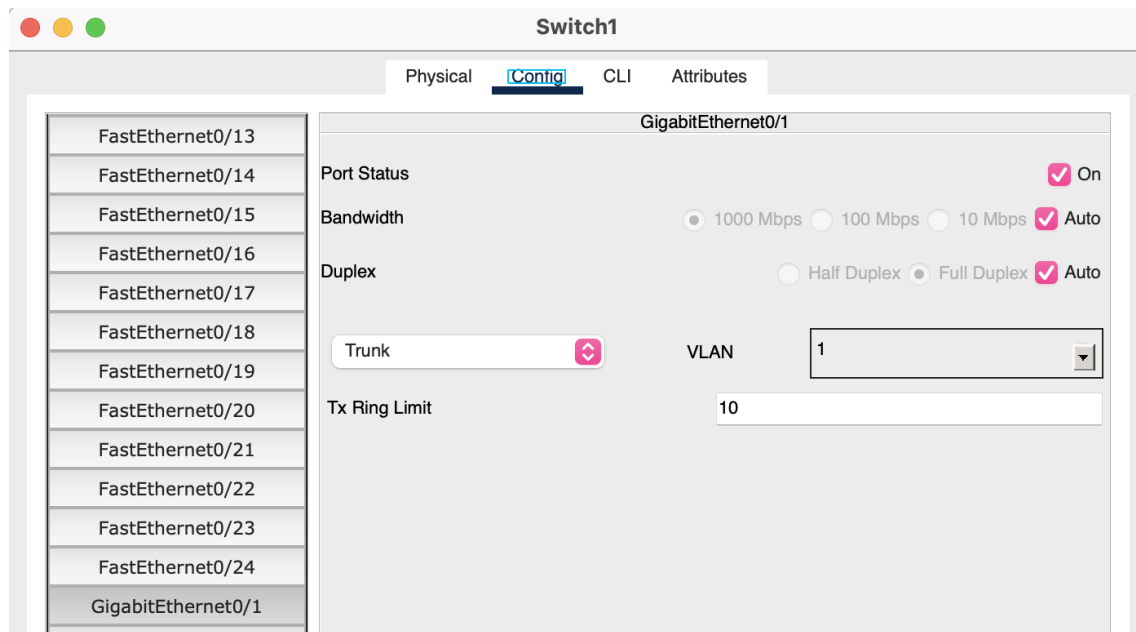 Switch1
Physical Config CLI Attributes
FastEthernet0/13
FastEthernet0/14
FastEthernet0/15
FastEthernet0/16
FastEthernet0/17
FastEthernet0/18
FastEthernet0/19
FastEthernet0/20
FastEthernet0/21
FastEthernet0/22
FastEthernet0/23
FastEthernet0/24
GigabitEthernet0/1
GigabitEthernet0/1
Port Status On
Bandwidth 1000 Mbps 100 Mbps 10 Mbps Auto
Duplex Half Duplex Full Duplex Auto
Trunk VLAN 1
Tx Ring Limit 10